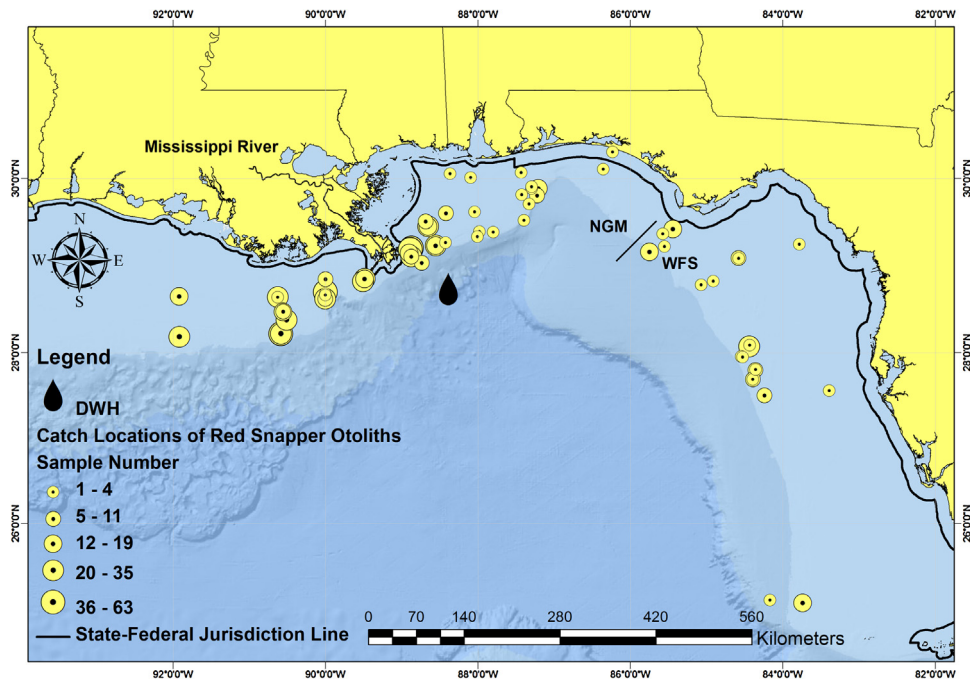 92°0'0"W 90°0'0"W 88°0'0"W 86°0'0"W 84°0'0"W 82°0'0"W
Mississippi River
30°0'0"N 30°0'0"N
N
W E
S
NGM
WFS
28°0'0"N 28°0'0"N
Legend
DWH
Catch Locations of Red Snapper Otoliths
Sample Number
1 - 4
5 - 11
12 - 19
20 - 35
36 - 63
State-Federal Jurisdiction Line
26°0'0"N 26°0'0"N
0 70 140 280 420 560
Kilometers
92°0'0"W 90°0'0"W 88°0'0"W 86°0'0"W 84°0'0"W 82°0'0"W